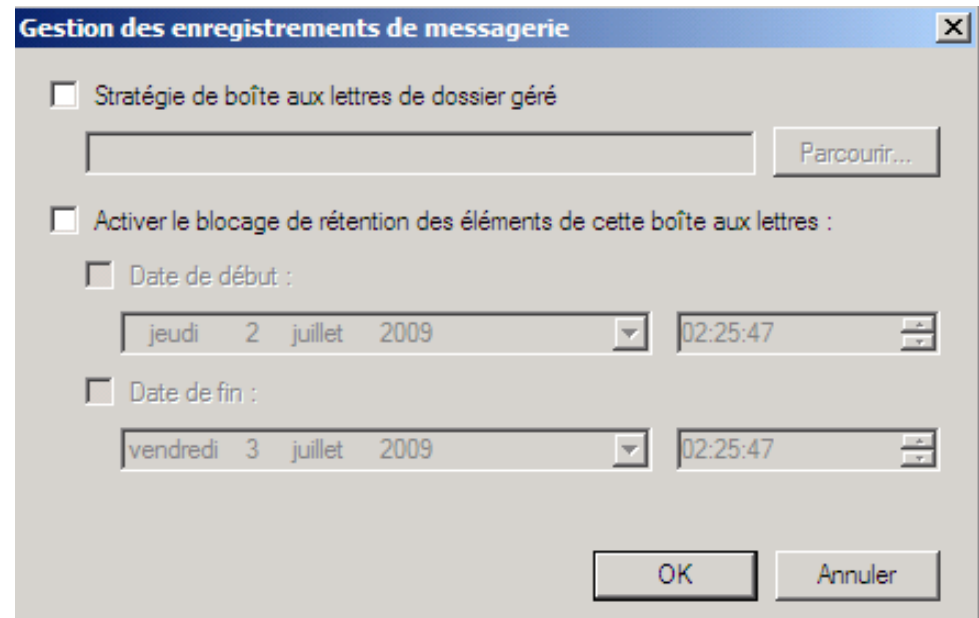 Gestion des enregistrements de messagerie
Stratégie de boîte aux lettres de dossier géré
Parcourir...
Activer le blocage de rétention des éléments de cette boîte aux lettres :
Date de début :
jeudi 2 juillet 2009 02:25:47
Date de fin :
vendredi 3 juillet 2009 02:25:47
OK Annuler